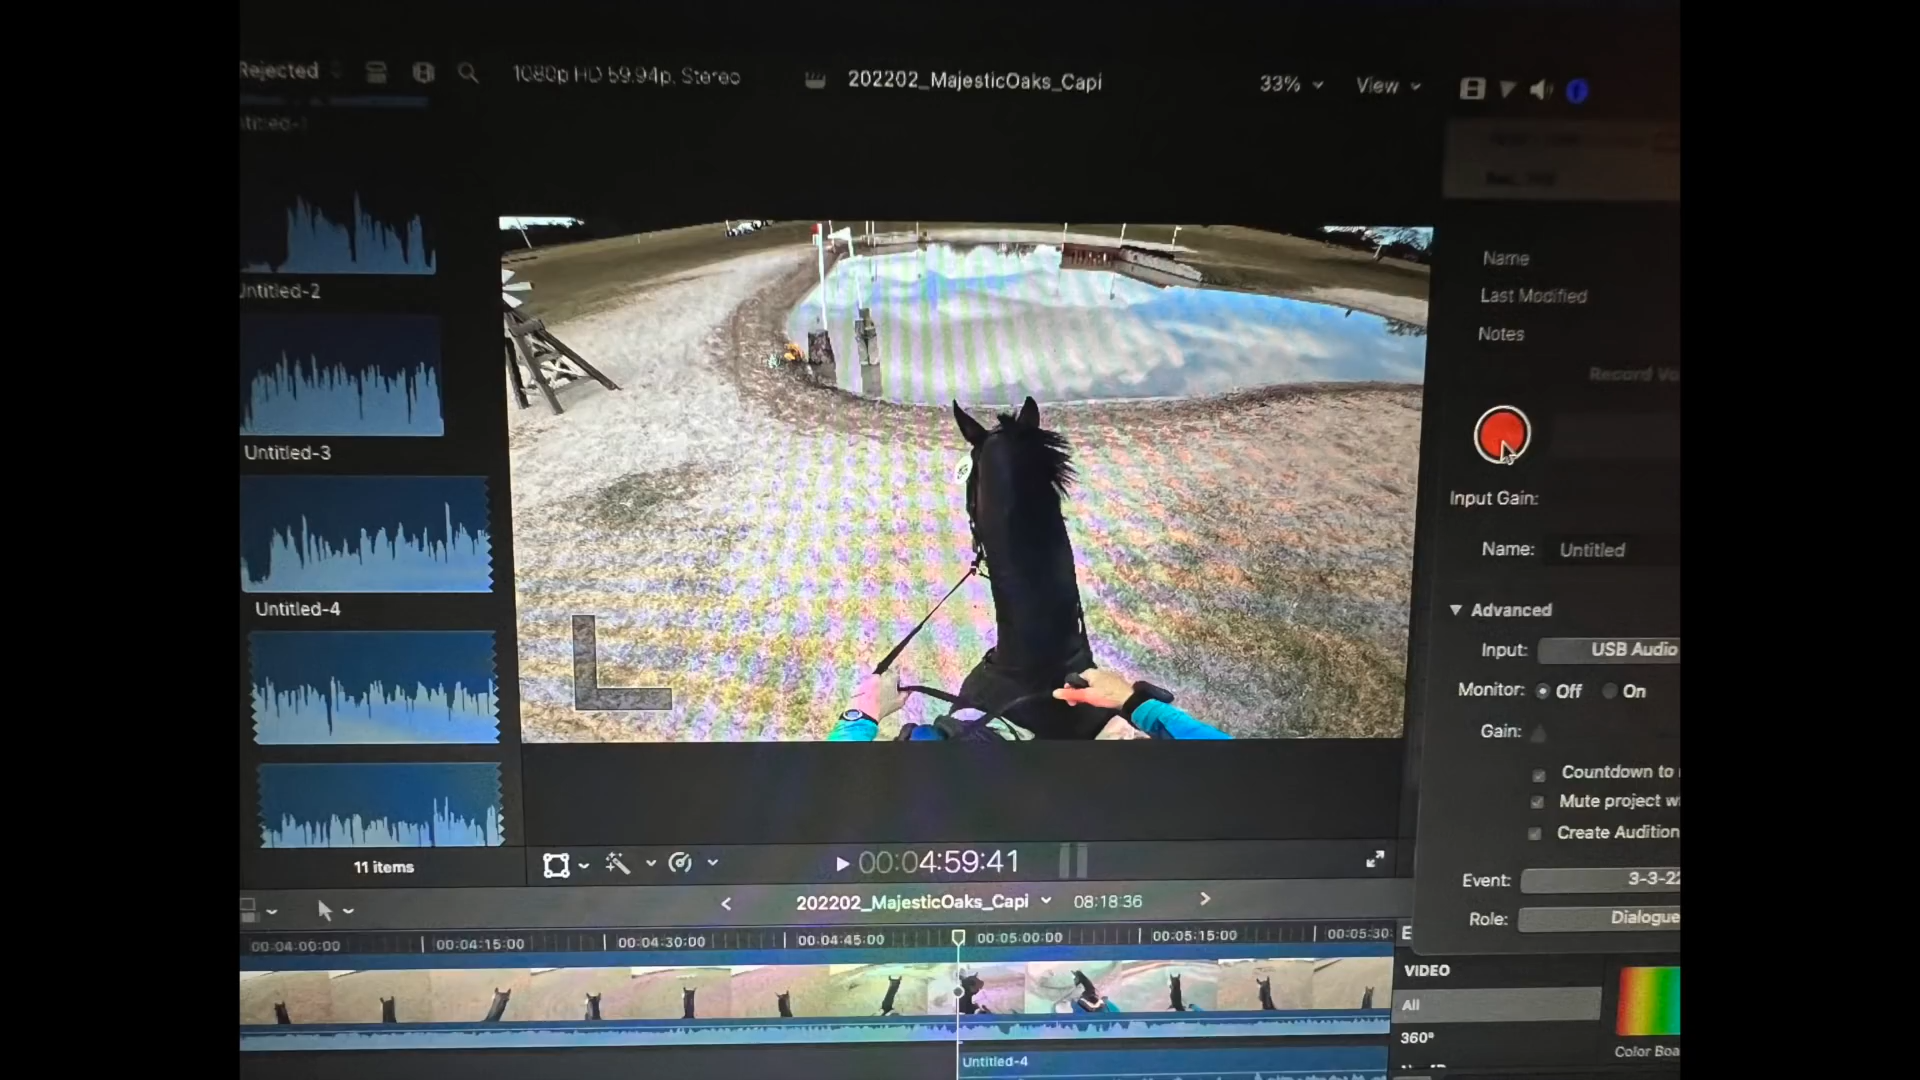 Rejected
1080p HD 59.94p, Stereo
202202_MajesticOaks_Capi
33%
View
Untitled-2
Untitled-3
Untitled-4
11 items
Name
Last Modified
Notes
Record Vo
Input Gain:
Name: Untitled
Advanced
Input: USB Audio
Monitor: Off On
Gain:
Countdown to
Mute project w
Create Audition
Event: 3-3-22
Role: Dialogue
00:04:59:41
202202_MajesticOaks_Capi
08:18:36
00:04:00:00
00:04:15:00
00:04:30:00
00:04:45:00
00:05:00:00
00:05:15:00
00:05:30:
E
VIDEO
All
360°
Color Boa
Untitled-4